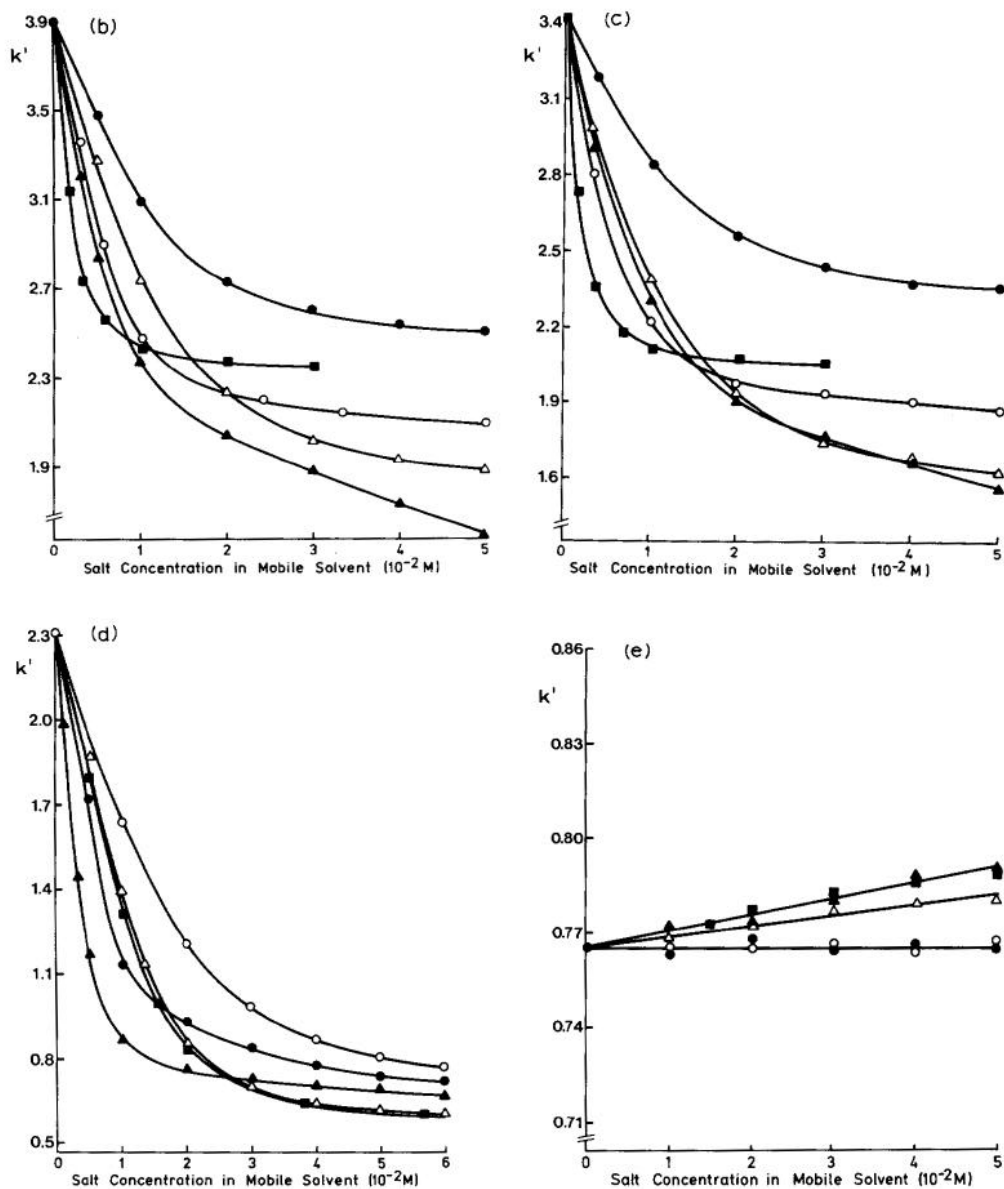 (b)
k'
3.9
3.5
3.1
2.7
2.3
1.9
0 1 2 3 4 5
Salt Concentration in Mobile Solvent (10⁻² M)
(c)
k'
3.4
3.1
2.8
2.5
2.2
1.9
1.6
0 1 2 3 4 5
Salt Concentration in Mobile Solvent (10⁻² M)
(d)
k'
2.3
2.0
1.7
1.4
1.1
0.8
0.5
0 1 2 3 4 5 6
Salt Concentration in Mobile Solvent (10⁻² M)
(e)
k'
0.86
0.83
0.80
0.77
0.74
0.71
0 1 2 3 4 5
Salt Concentration in Mobile Solvent (10⁻² M)